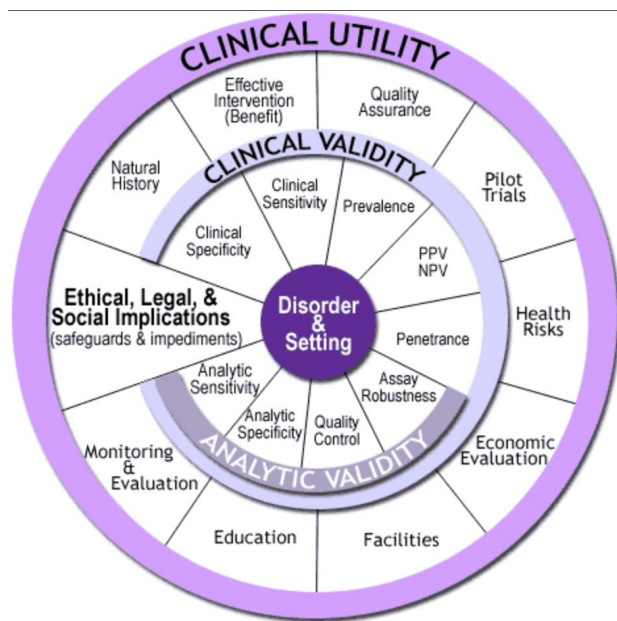 CLINICAL UTILITY
Effective
Intervention
(Benefit)
Quality
Assurance
Natural
History
Pilot
Trials
CLINICAL VALIDITY
Clinical
Sensitivity
Prevalence
Clinical
Specificity
PPV
NPV
Ethical, Legal, &
Social Implications
(safeguards & impediments)
Disorder
&
Setting
Health
Risks
Penetrance
Analytic
Sensitivity
Assay
Robustness
Analytic
Specificity
Quality
Control
ANALYTIC VALIDITY
Monitoring
&
Evaluation
Economic
Evaluation
Education
Facilities